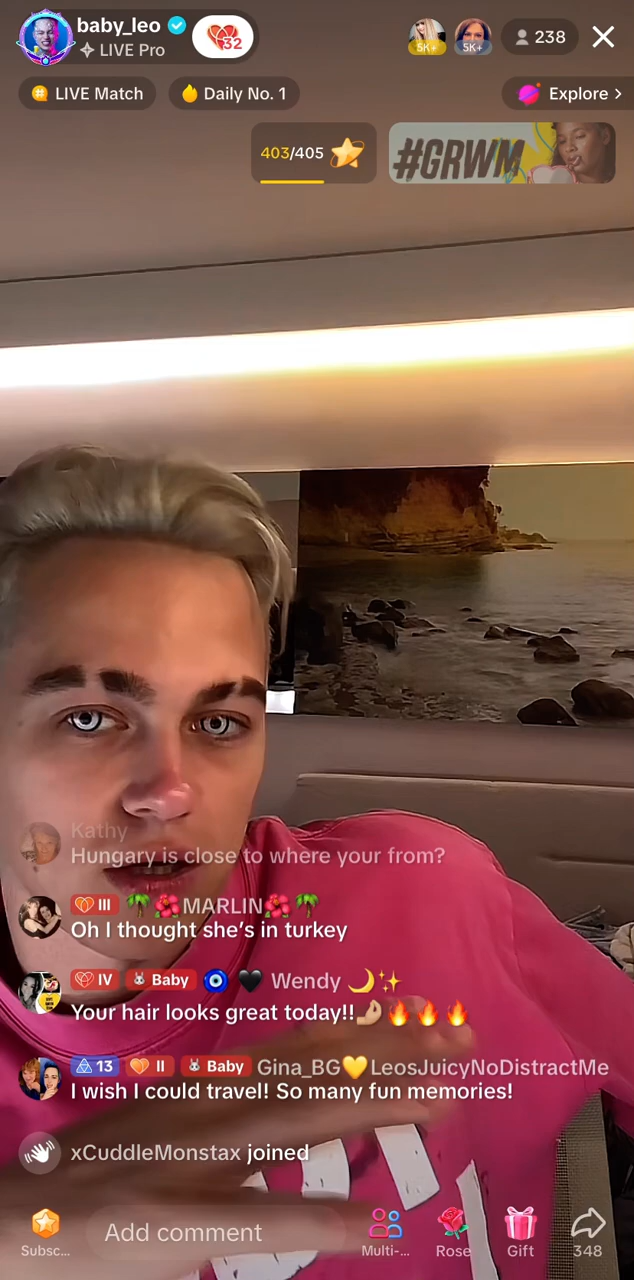 baby_leo
LIVE Pro
32
5K+
5K+
238
LIVE Match
Daily No. 1
Explore >
403/405
#GRWM
Kathy
Hungary is close to where your from?
III 🌴🌺MARLIN🌺🌴
Oh I thought she's in turkey
IV Baby 🧿 🖤 Wendy 🌙✨
Your hair looks great today!!👌🏼🔥🔥🔥
13 II Baby Gina_BG💛LeosJuicyNoDistractMe
I wish I could travel! So many fun memories!
xCuddleMonstax joined
Add comment
Subsc...
Multi-...
Rose
Gift
348